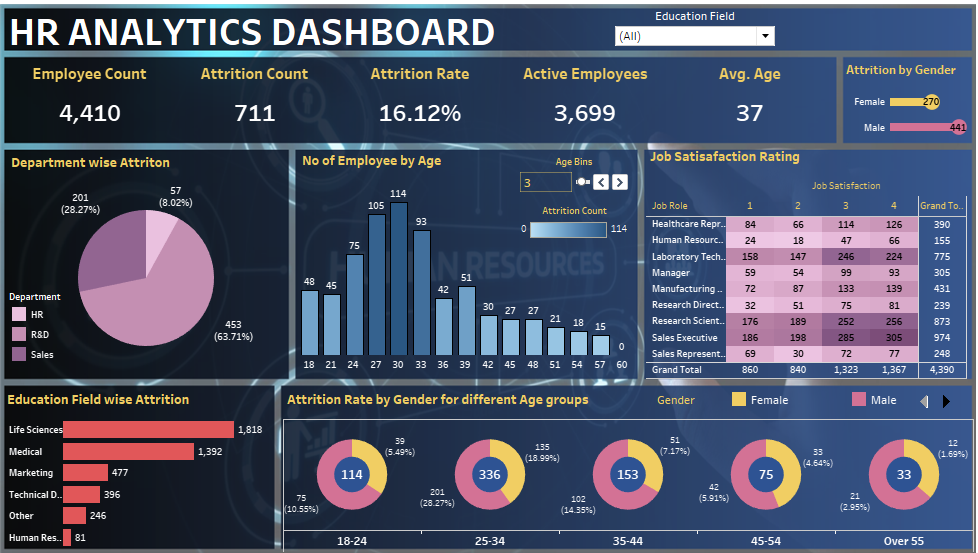 HR ANALYTICS DASHBOARD
Education Field
(All)
Employee Count
4,410
Attrition Count
711
Attrition Rate
16.12%
Active Employees
3,699
Avg. Age
37
Attrition by Gender
Female 270
Male 441
Department wise Attriton
201
(28.27%)
57
(8.02%)
453
(63.71%)
Department
HR
R&D
Sales
No of Employee by Age
Age Bins
3
Attrition Count
0 114
48 45 75 105 114 93 42 51 30 27 27 21 18 15 0
18 21 24 27 30 33 36 39 42 45 48 51 54 57 60
HUMAN RESOURCES
Job Satisafaction Rating
Job Satisfaction
Job Role 1 2 3 4 Grand To..
Healthcare Repr.. 84 66 114 126 390
Human Resourc.. 24 18 47 66 155
Laboratory Tech.. 158 147 246 224 775
Manager 59 54 99 93 305
Manufacturing .. 72 87 133 139 431
Research Direct.. 32 51 75 81 239
Research Scient.. 176 189 252 256 873
Sales Executive 186 198 285 305 974
Sales Represent.. 69 30 72 77 248
Grand Total 860 840 1,323 1,367 4,390
Education Field wise Attrition
Life Sciences 1,818
Medical 1,392
Marketing 477
Technical D.. 396
Other 246
Human Res.. 81
Attrition Rate by Gender for different Age groups
Gender
Female
Male
39
(5.49%)
114
75
(10.55%)
18-24
135
(18.99%)
336
201
(28.27%)
25-34
51
(7.17%)
153
102
(14.35%)
35-44
33
(4.64%)
75
42
(5.91%)
45-54
12
(1.69%)
33
21
(2.95%)
Over 55